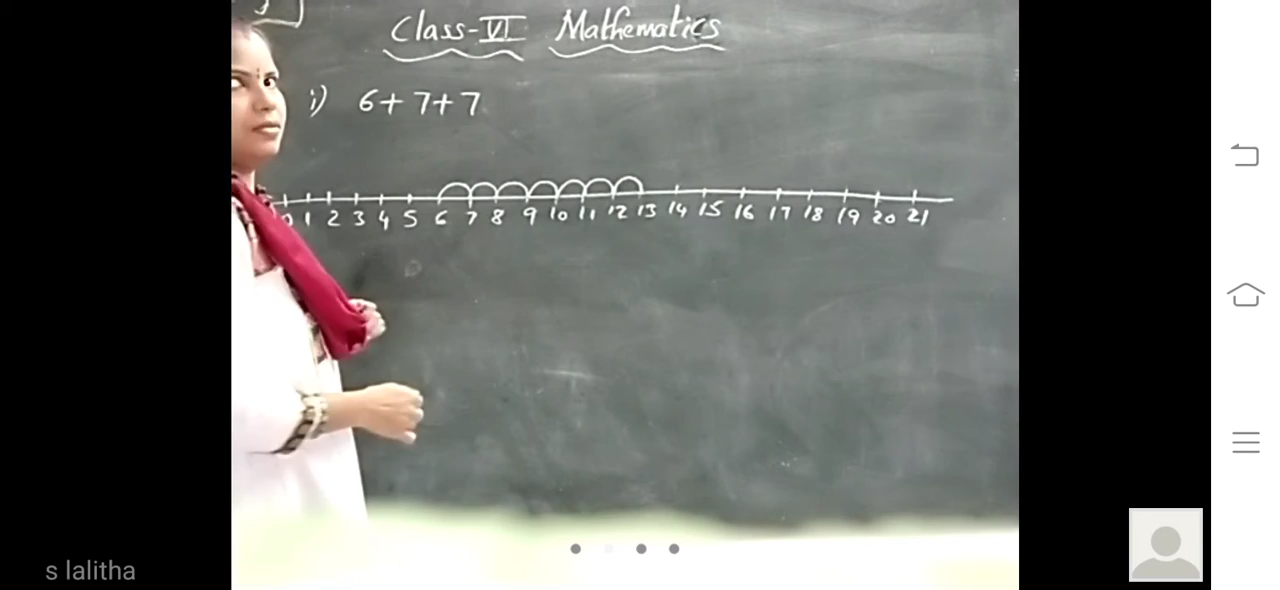 Class-VI Mathematics
i) 6+7+7
0 1 2 3 4 5 6 7 8 9 10 11 12 13 14 15 16 17 18 19 20 21
s lalitha